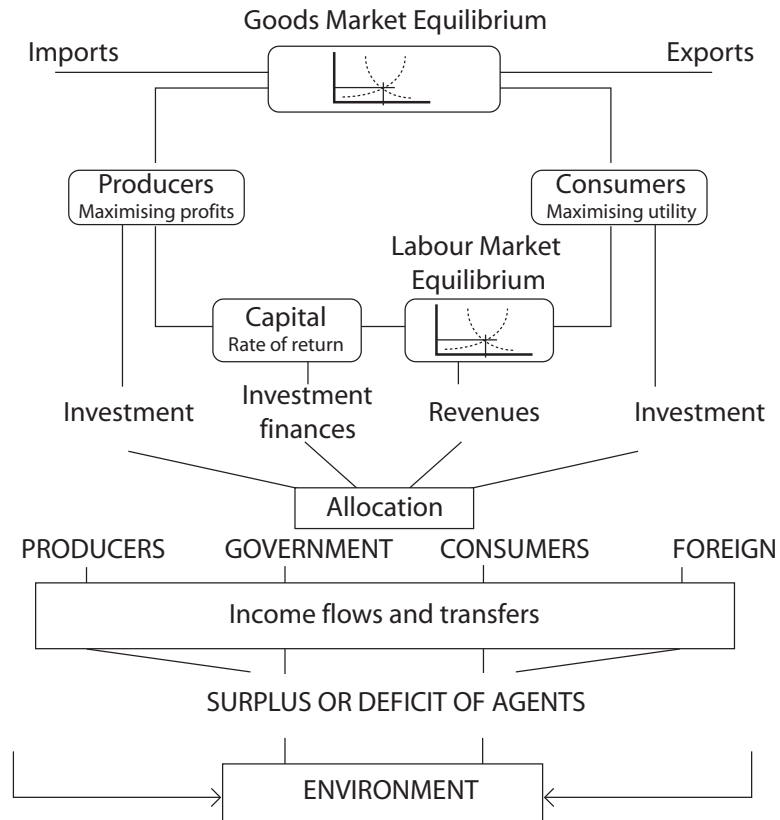 Goods Market Equilibrium
Imports
Exports
Producers
Maximising profits
Consumers
Maximising utility
Labour Market
Equilibrium
Capital
Rate of return
Investment
Investment
finances
Revenues
Investment
Allocation
PRODUCERS
GOVERNMENT
CONSUMERS
FOREIGN
Income flows and transfers
SURPLUS OR DEFICIT OF AGENTS
ENVIRONMENT